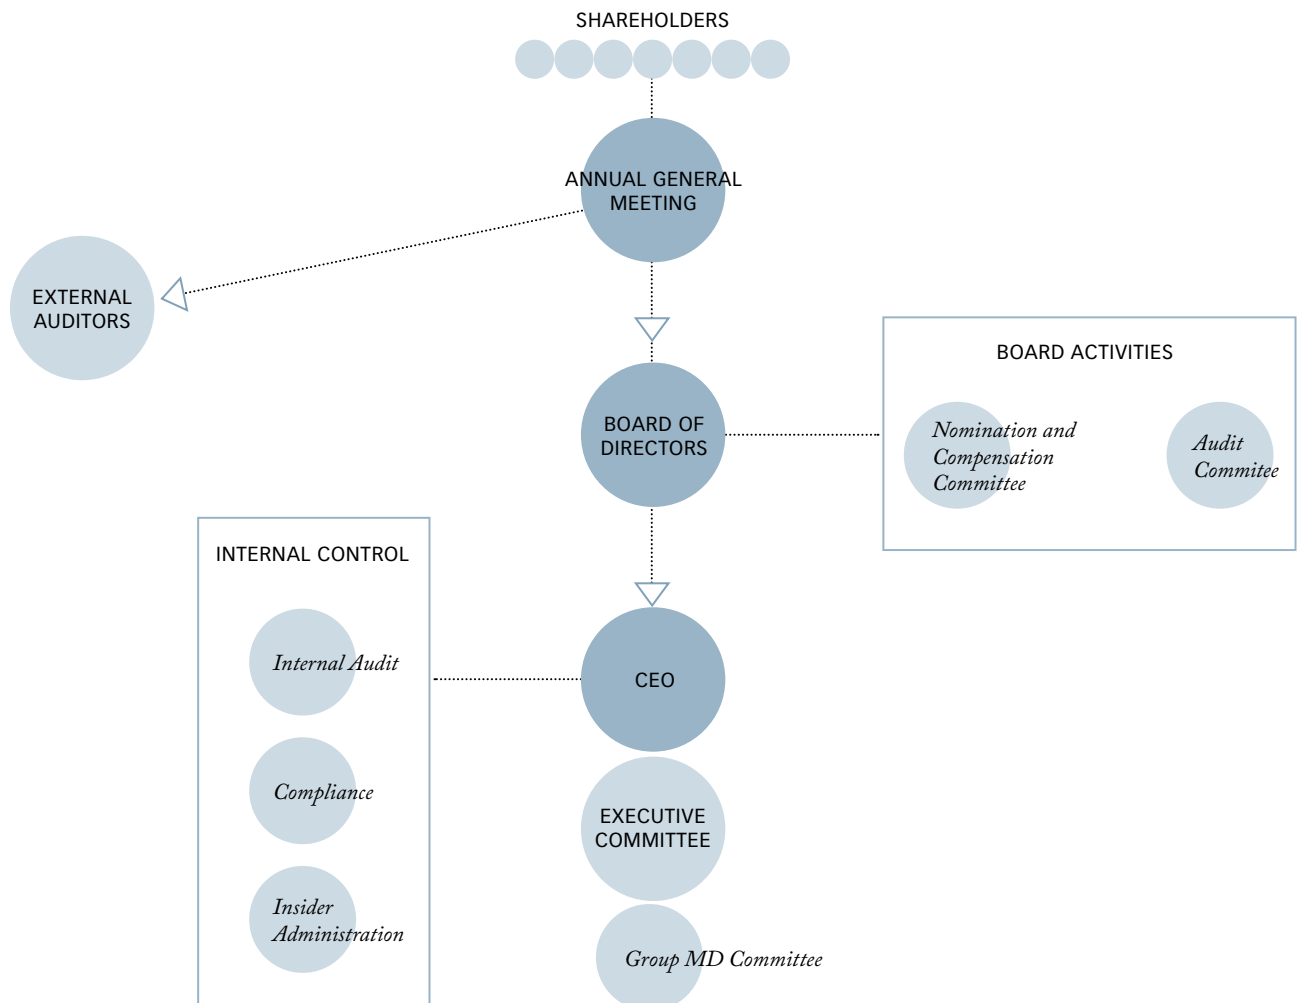 SHAREHOLDERS
ANNUAL GENERAL
MEETING
EXTERNAL
AUDITORS
BOARD OF
DIRECTORS
BOARD ACTIVITIES
Nomination and
Compensation
Committee
Audit
Commitee
INTERNAL CONTROL
Internal Audit
Compliance
Insider
Administration
CEO
EXECUTIVE
COMMITTEE
Group MD Committee